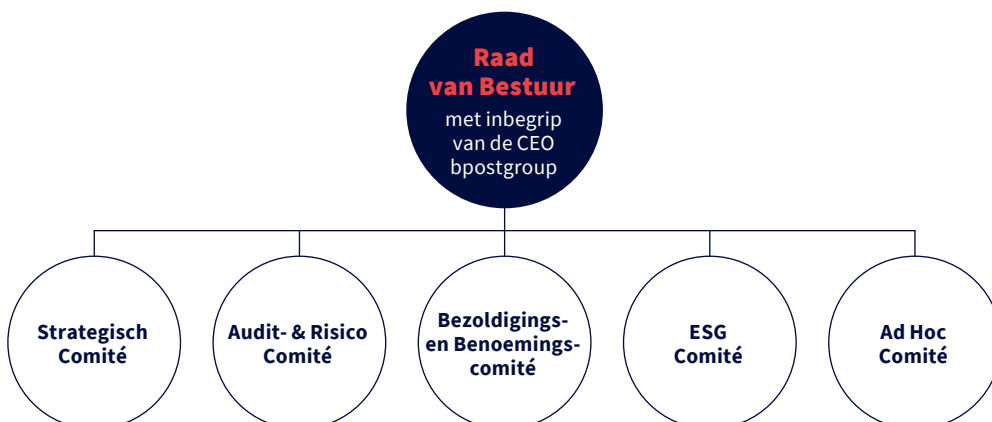 Raad
van Bestuur
met inbegrip
van de CEO
bpostgroup
Strategisch
Comité
Audit- & Risico
Comité
Bezoldigings-
en Benoemings-
comité
ESG
Comité
Ad Hoc
Comité